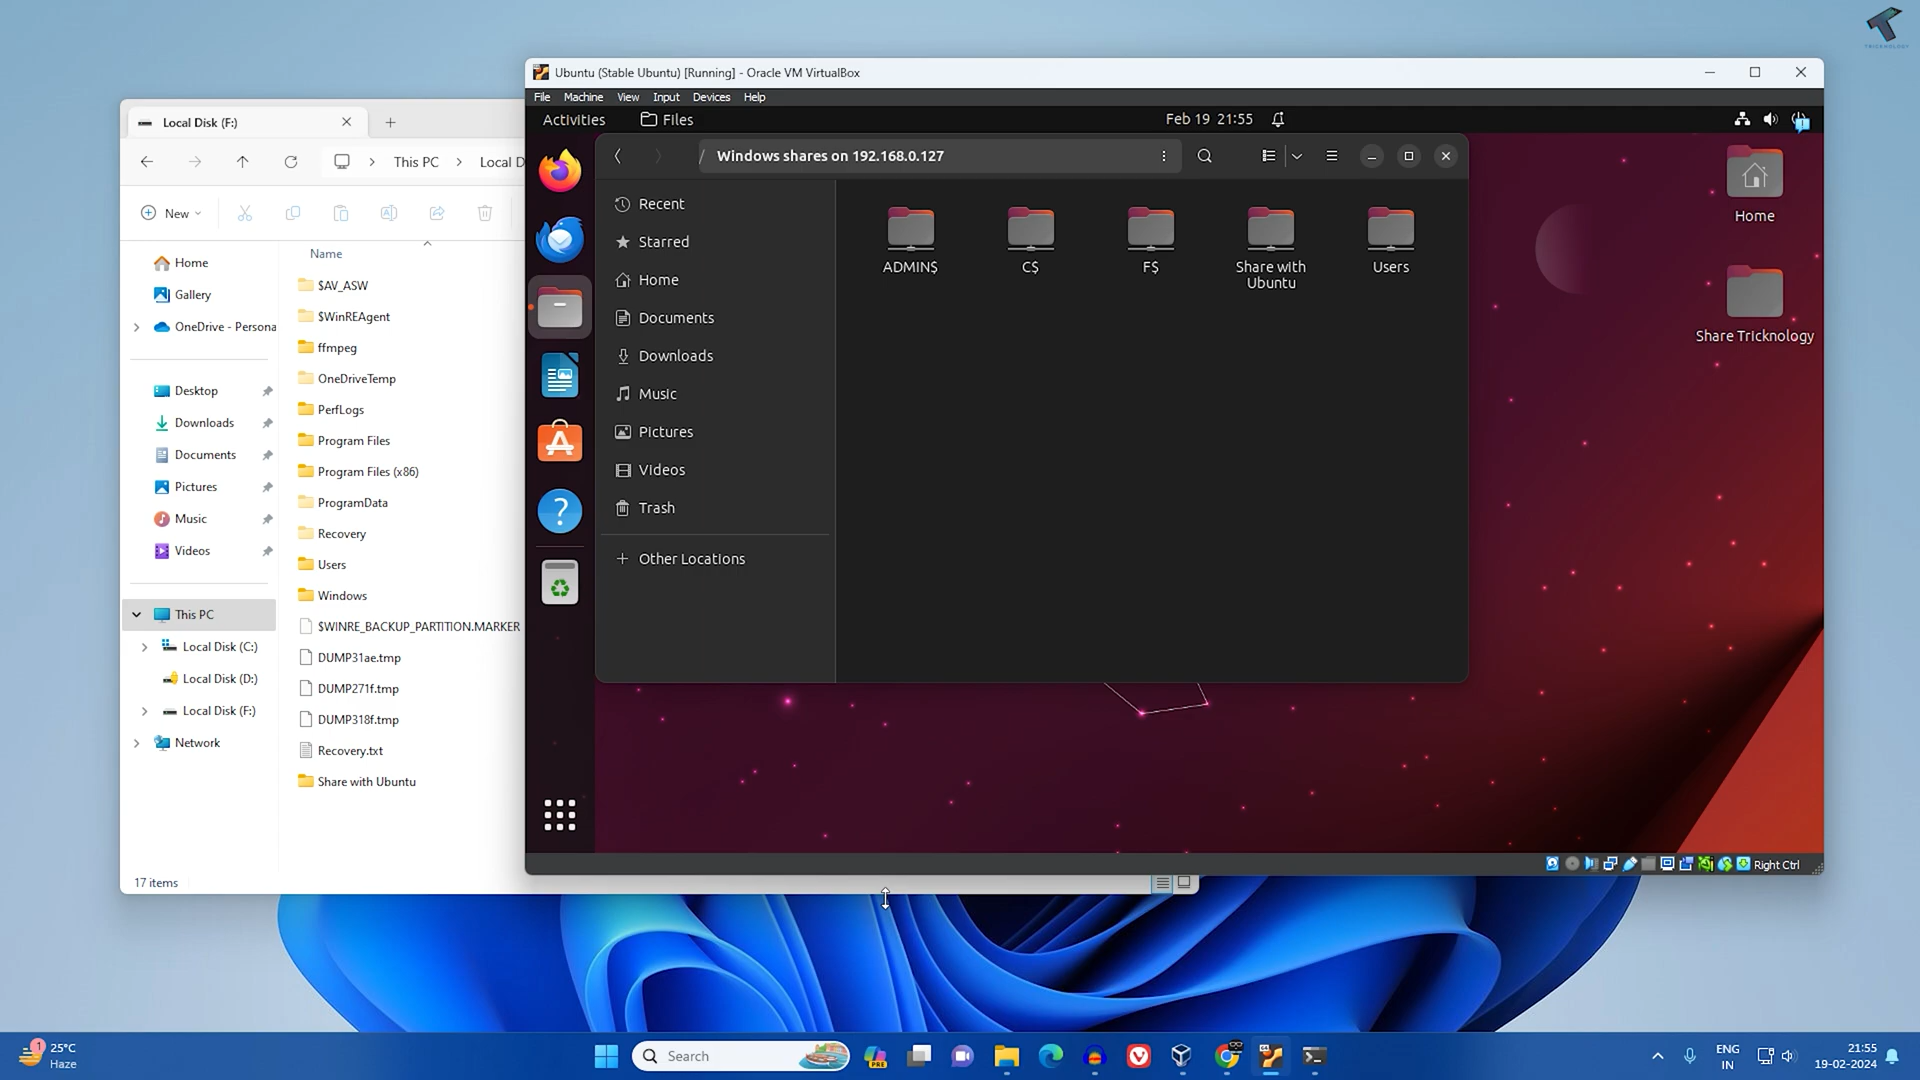 TRICKNOLOGY
Ubuntu (Stable Ubuntu) [Running] - Oracle VM VirtualBox
File Machine View Input Devices Help
Activities
Files
Feb 19 21:55
Windows shares on 192.168.0.127
Recent
Starred
Home
Documents
Downloads
Music
Pictures
Videos
Trash
Other Locations
ADMIN$
C$
F$
Share with
Ubuntu
Users
Home
Share Tricknology
Right Ctrl
Local Disk (F:)
This PC
Local D
New
Home
Gallery
OneDrive - Persona
Desktop
Downloads
Documents
Pictures
Music
Videos
This PC
Local Disk (C:)
Local Disk (D:)
Local Disk (F:)
Network
Name
$AV_ASW
$WinREAgent
ffmpeg
OneDriveTemp
PerfLogs
Program Files
Program Files (x86)
ProgramData
Recovery
Users
Windows
$WINRE_BACKUP_PARTITION.MARKER
DUMP31ae.tmp
DUMP271f.tmp
DUMP318f.tmp
Recovery.txt
Share with Ubuntu
17 items
1
25°C
Haze
Search
PRE
ENG
IN
21:55
19-02-2024